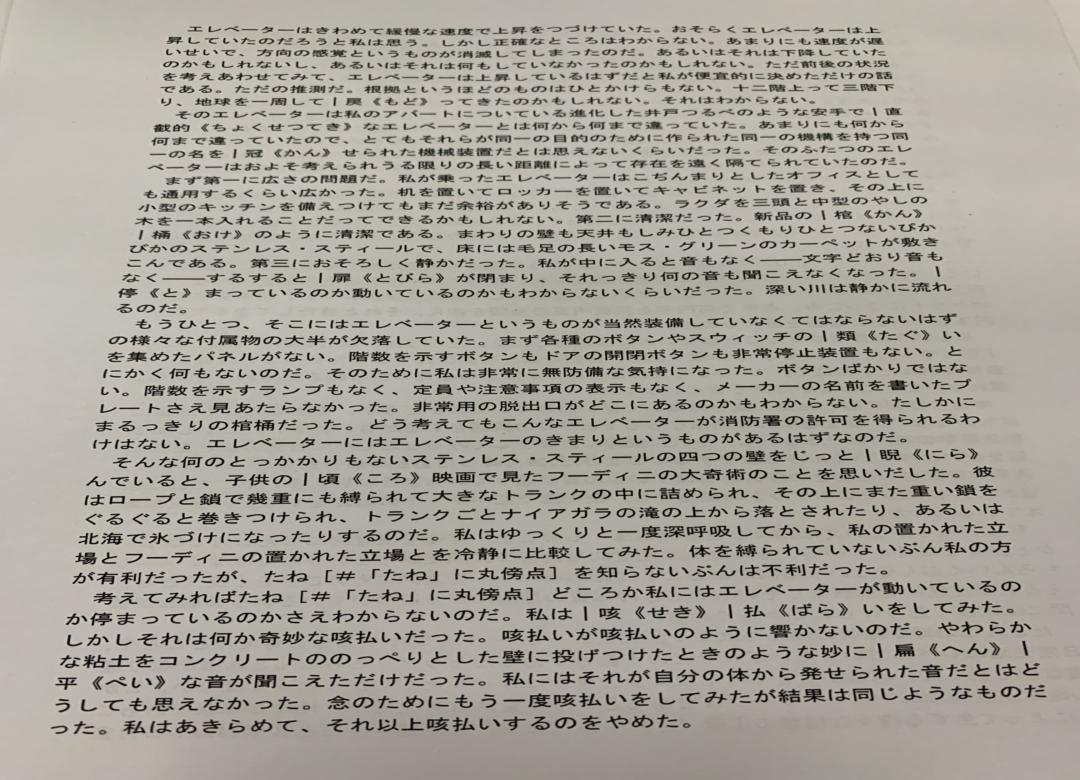 エレベーターはきわめて緩慢な速度で上昇をつづけていた。おそらくエレベーターは上
昇していたのだろうと私は思う。しかし正確なところはわからない。あまりにも速度が遅
いせいで、方向の感覚というものが消滅してしまったのだ。あるいはそれは下降していた
のかもしれないし、あるいはそれは何もしていなかったのかもしれない。ただ前後の状況
を考えあわせてみて、エレベーターは上昇しているはずだと私が便宜的に決めただけの話
である。ただの推測だ。根拠というほどのものはひとかけらもない。十二階上って三階下
り、地球を一周して|戻《もど》ってきたのかもしれない。それはわからない。
そのエレベーターは私のアパートについている進化した井戸つるべのような安手で|直
截的《ちょくせつてき》なエレベーターとは何から何まで違っていた。あまりにも何から
何まで違っていたので、とてもそれらが同一の目的のために作られた同一の機構を持つ同
一の名を|冠《かん》せられた機械装置だとは思えないくらいだった。そのふたつのエレ
ベーターはおよそ考えられうる限りの長い距離によって存在を遠く隔てられていたのだ。
まず第一に広さの問題だ。私が乗ったエレベーターはこぢんまりとしたオフィスとして
も通用するくらい広かった。机を置いてロッカーを置いてキャビネットを置き、その上に
小型のキッチンを備えつけてもまだ余裕がありそうである。ラクダを三頭と中型のやしの
木を一本入れることだってできるかもしれない。第二に清潔だった。新品の|棺《かん》
|桶《おけ》のように清潔である。まわりの壁も天井もしみひとつくもりひとつないぴか
ぴかのステンレス・スティールで、床には毛足の長いモス・グリーンのカーペットが敷き
こんである。第三におそろしく静かだった。私が中に入ると音もなく――文字どおり音も
なく――するすると|扉《とびら》が閉まり、それっきり何の音も聞こえなくなった。|
停《と》まっているのか動いているのかもわからないくらいだった。深い川は静かに流れ
るのだ。
もうひとつ、そこにはエレベーターというものが当然装備していなくてはならないはず
の様々な付属物の大半が欠落していた。まず各種のボタンやスウィッチの|類《たぐ》い
を集めたパネルがない。階数を示すボタンもドアの開閉ボタンも非常停止装置もない。と
にかく何もないのだ。そのために私は非常に無防備な気持になった。ボタンばかりではな
い。階数を示すランプもなく、定員や注意事項の表示もなく、メーカーの名前を書いたプ
レートさえ見あたらなかった。非常用の脱出口がどこにあるのかもわからない。たしかに
まるっきりの棺桶だった。どう考えてもこんなエレベーターが消防署の許可を得られるわ
けはない。エレベーターにはエレベーターのきまりというものがあるはずなのだ。
そんな何のとっかかりもないステンレス・スティールの四つの壁をじっと|睨《にら》
んでいると、子供の|頃《ころ》映画で見たフーディニの大奇術のことを思いだした。彼
はロープと鎖で幾重にも縛られて大きなトランクの中に詰められ、その上にまた重い鎖を
ぐるぐると巻きつけられ、トランクごとナイアガラの滝の上から落とされたり、あるいは
北海で氷づけになったりするのだ。私はゆっくりと一度深呼吸してから、私の置かれた立
場とフーディニの置かれた立場とを冷静に比較してみた。体を縛られていないぶん私の方
が有利だったが、たね[#「たね」に丸傍点]を知らないぶんは不利だった。
考えてみればたね[#「たね」に丸傍点]どころか私にはエレベーターが動いているの
か停まっているのかさえわからないのだ。私は|咳《せき》|払《ばら》いをしてみた。
しかしそれは何か奇妙な咳払いだった。咳払いが咳払いのように響かないのだ。やわらか
な粘土をコンクリートののっぺりとした壁に投げつけたときのような妙に|扁《へん》|
平《ぺい》な音が聞こえただけだった。私にはそれが自分の体から発せられた音だとはど
うしても思えなかった。念のためにもう一度咳払いをしてみたが結果は同じようなものだ
った。私はあきらめて、それ以上咳払いするのをやめた。